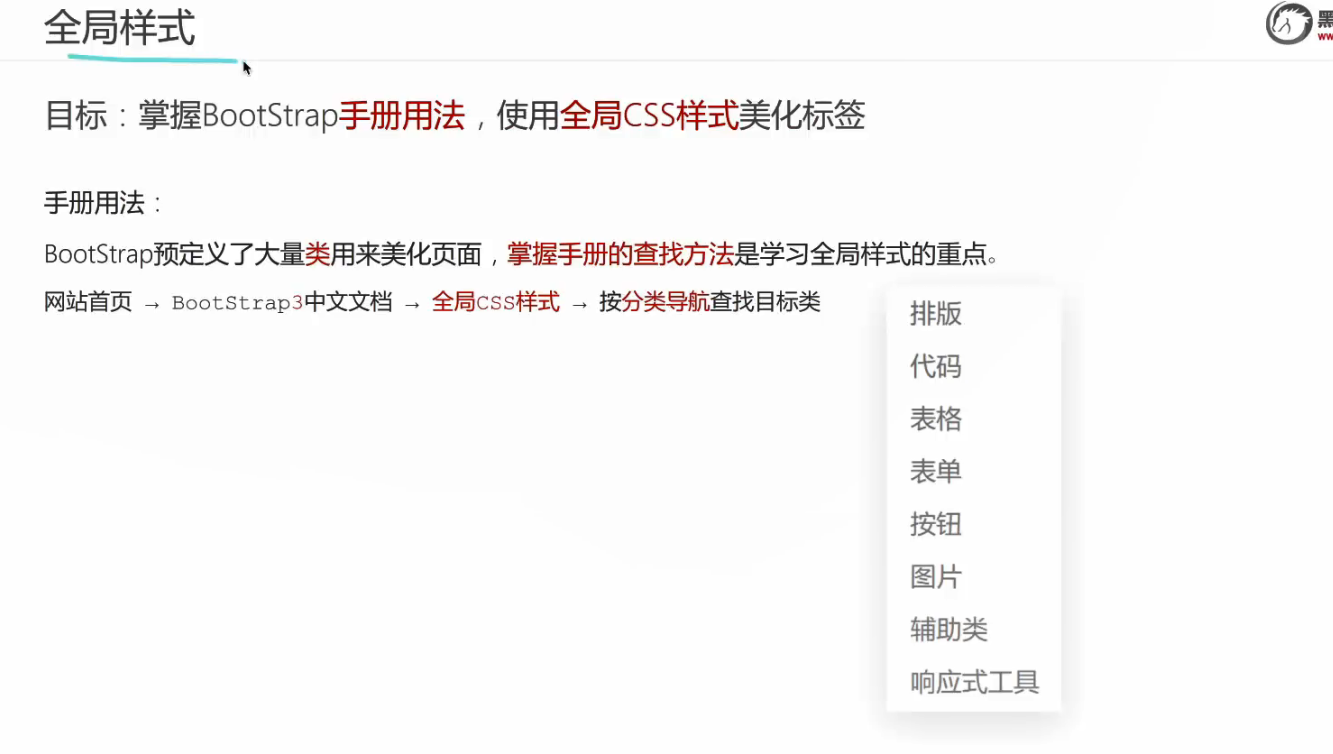 全局样式
黑
www
目标：掌握BootStrap手册用法，使用全局CSS样式美化标签
手册用法：
BootStrap预定义了大量类用来美化页面，掌握手册的查找方法是学习全局样式的重点。
网站首页 → BootStrap3中文文档 → 全局CSS样式 → 按分类导航查找目标类
排版
代码
表格
表单
按钮
图片
辅助类
响应式工具